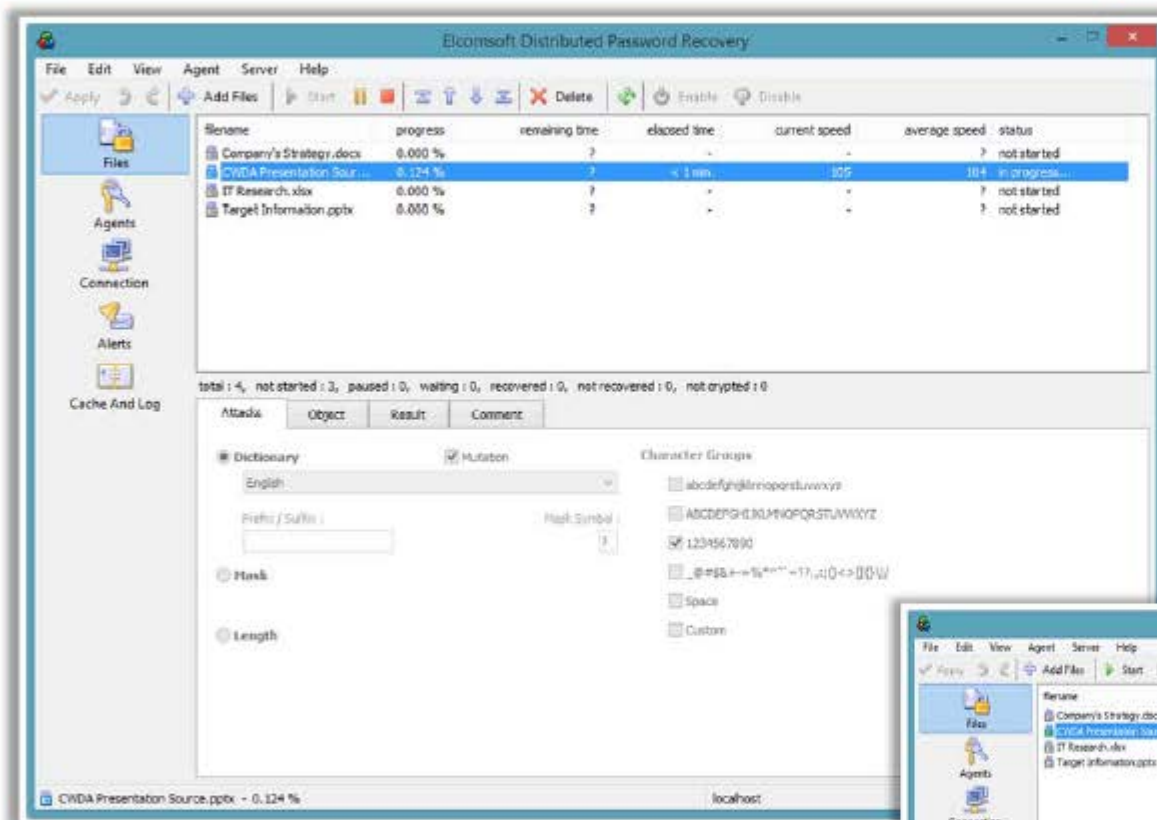 Elcomsoft Distributed Password Recovery
File Edit View Agent Server Help
Apply Add Files Start Delete Enable Disable
filename progress remaining time elapsed time current speed average speed status
Company's Strategy.docx 0.000 % ? - - ? not started
CWDA Presentation Sour... 0.124 % ? < 1 min. 105 104 in progress...
IT Research.xlsx 0.000 % ? - - ? not started
Target Information.pptx 0.000 % ? - - ? not started
Files
Agents
Connection
Alerts
Cache And Log
total : 4, not started : 3, paused : 0, waiting : 0, recovered : 0, not recovered : 0, not crypted : 0
Attacks Object Result Comment
Dictionary Mutation Character Groups
English abcdefghijklmnopqrstuvwxyz
ABCDEFGHIJKLMNOPQRSTUVWXYZ
Prefix / Suffix : Mask Symbol :
?
1234567890
Mask
Space
Custom
Length
CWDA Presentation Source.pptx - 0.124 % localhost
File Edit View Agent Server Help
Apply Add Files Start
filename
Company's Strategy.doc
CWDA Presentation Sour
IT Research.xlsx
Target Information.pptx
Files
Agents